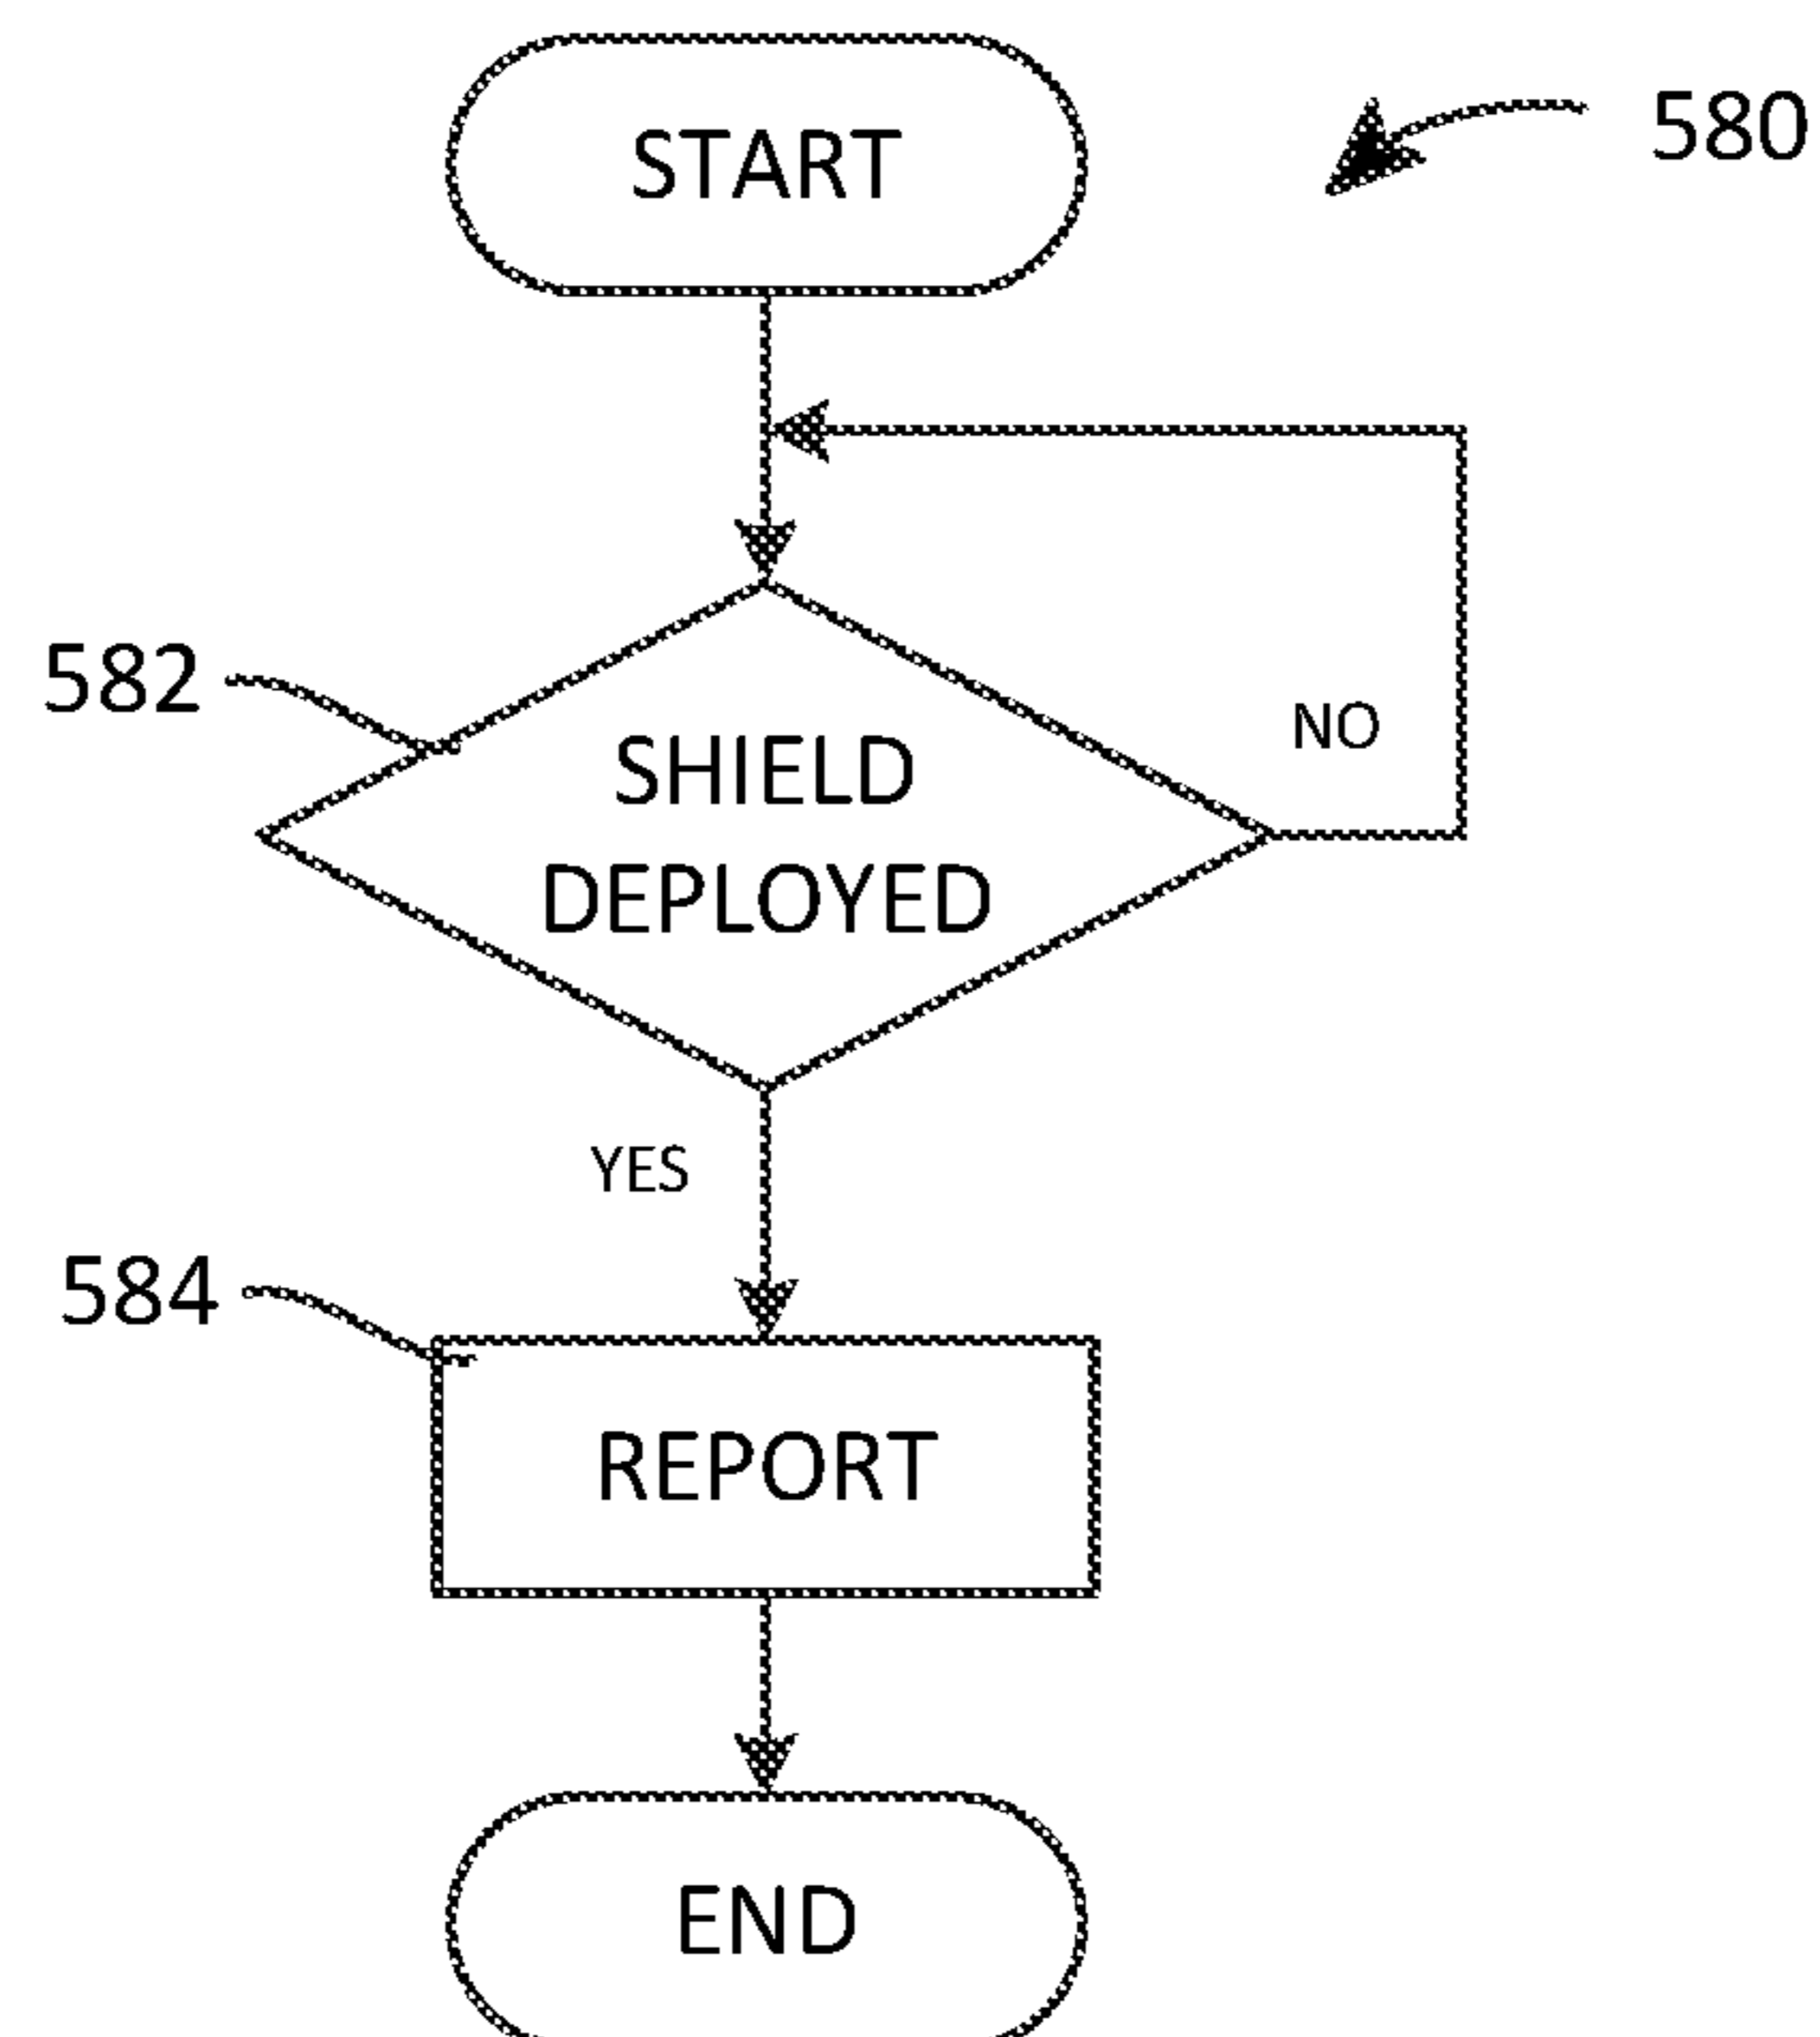 START
580
582
SHIELD
DEPLOYED
NO
YES
584
REPORT
END